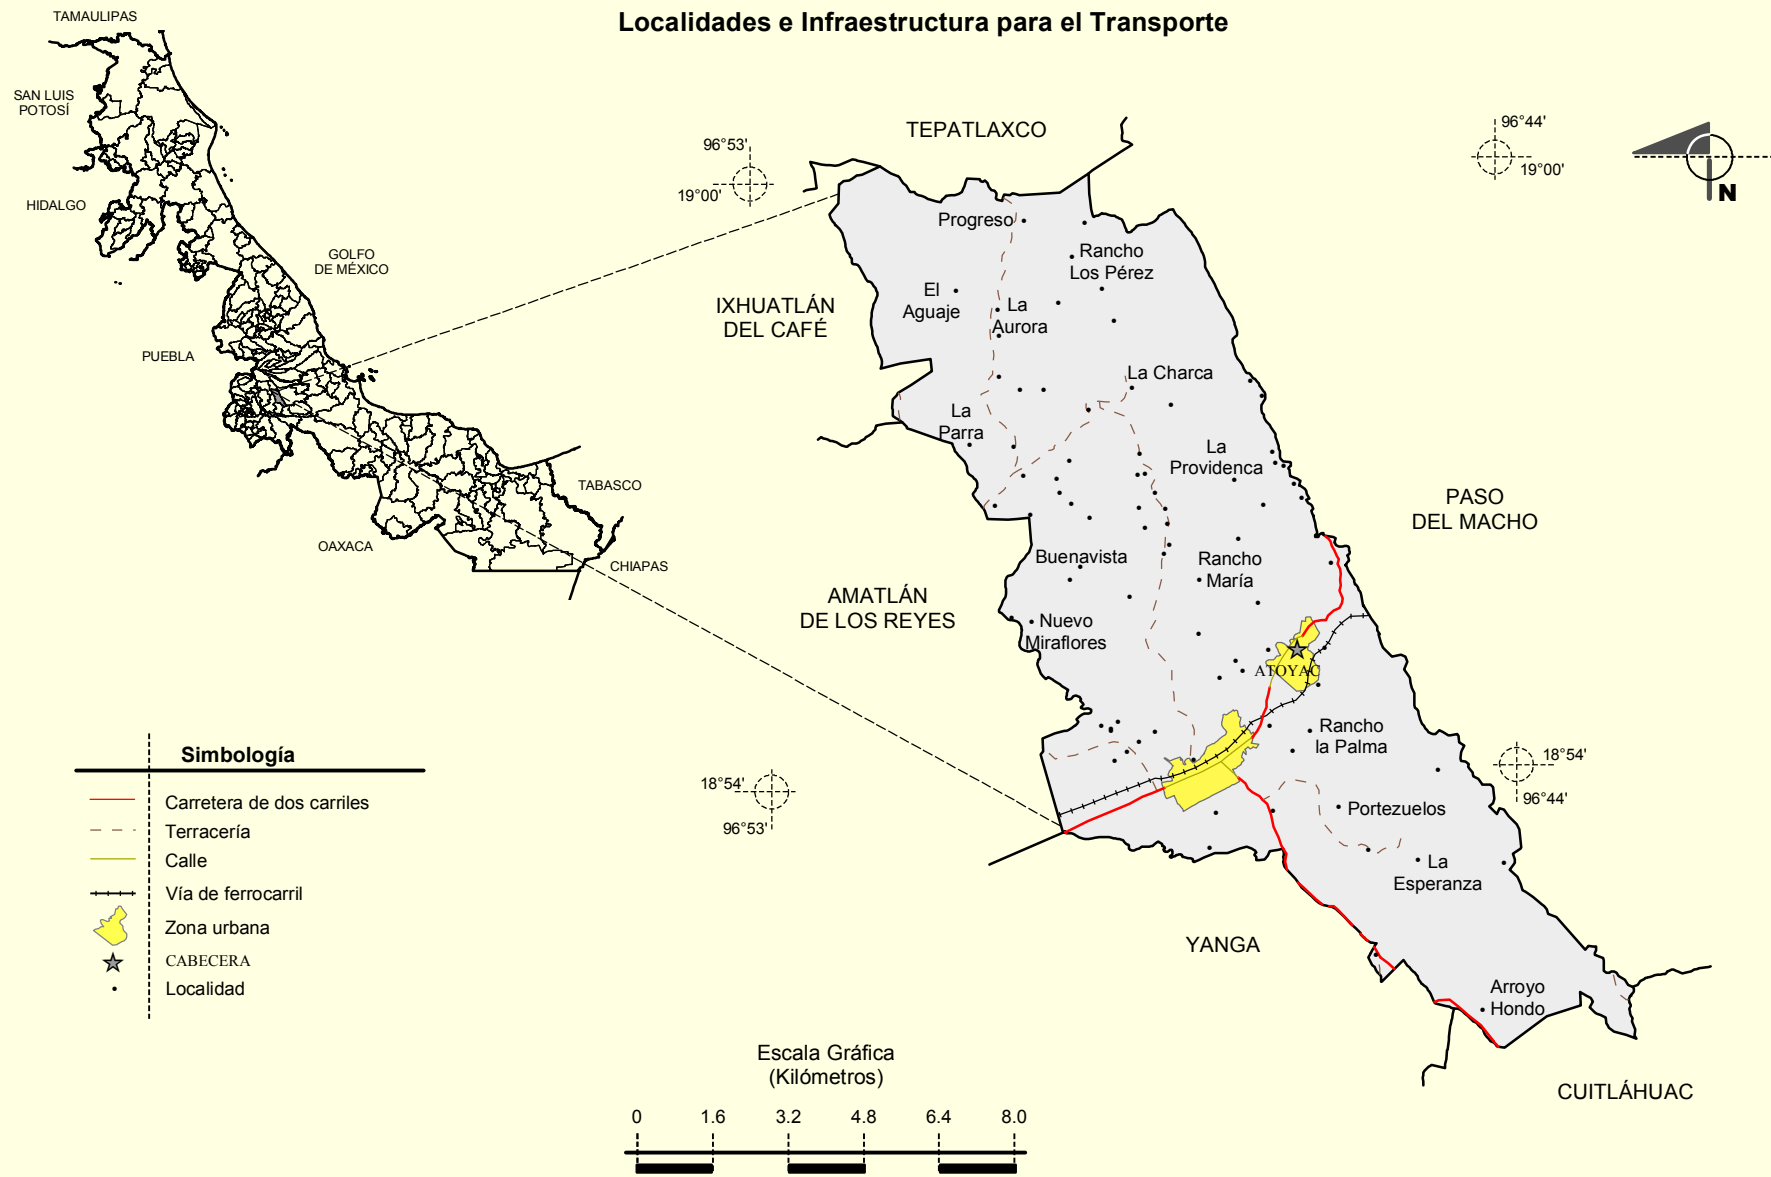 Localidades e Infraestructura para el Transporte
TAMAULIPAS
SAN LUIS
POTOSÍ
HIDALGO
GOLFO
DE MÉXICO
PUEBLA
OAXACA
TABASCO
CHIAPAS
96°53'
19°00'
96°44'
19°00'
N
TEPATLAXCO
IXHUATLÁN
DEL CAFÉ
AMATLÁN
DE LOS REYES
PASO
DEL MACHO
YANGA
CUITLÁHUAC
Progreso
Rancho
Los Pérez
El
Aguaje
La
Aurora
La Charca
La
Parra
La
Providenca
Buenavista
Rancho
María
Nuevo
Miraflores
ATOYAC
Rancho
la Palma
Portezuelos
La
Esperanza
Arroyo
Hondo
18°54'
96°53'
18°54'
96°44'
Simbología
Carretera de dos carriles
Terracería
Calle
Vía de ferrocarril
Zona urbana
CABECERA
Localidad
Escala Gráfica
(Kilómetros)
0 1.6 3.2 4.8 6.4 8.0